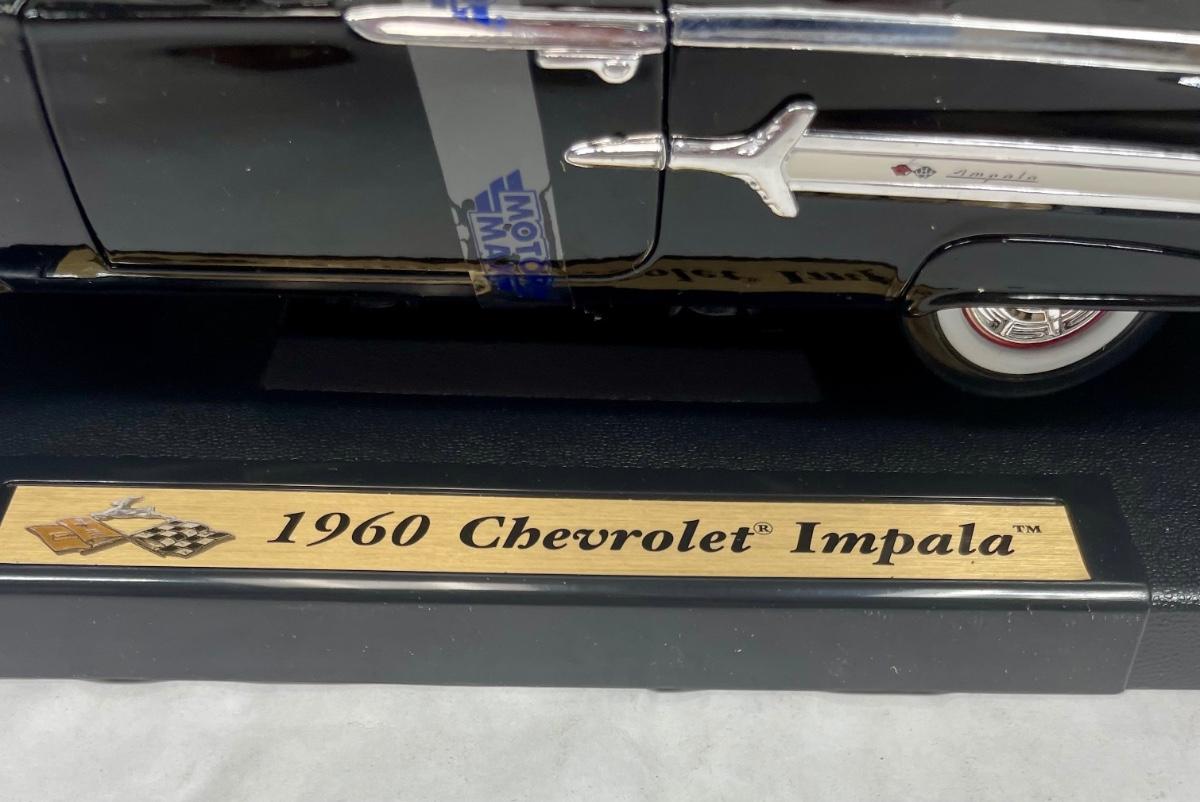 Impala
MOTOR
MAX
1960 Chevrolet® Impala™